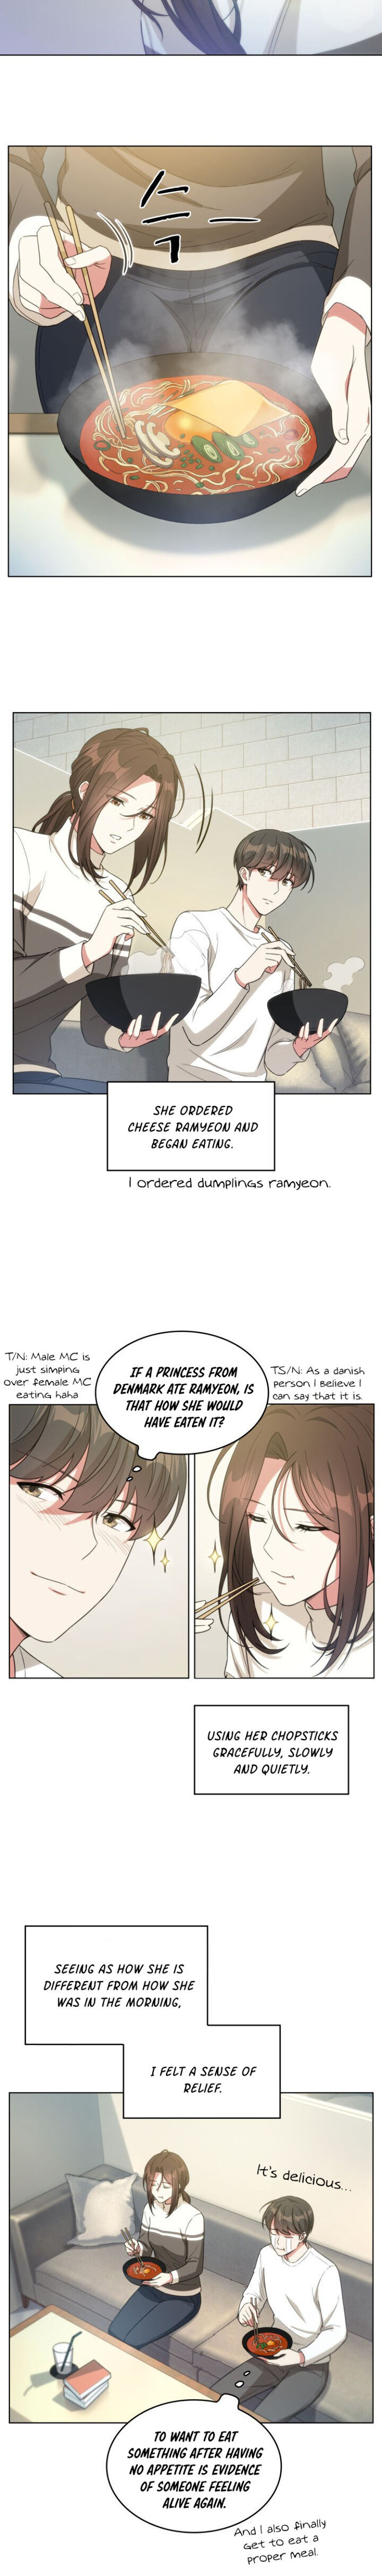 스
윽
SHE ORDERED
CHEESE RAMYEON AND
BEGAN EATING.
I ordered dumplings ramyeon.
T/N: Male MC is
just simping
over female MC
eating haha
IF A PRINCESS FROM
DENMARK ATE RAMYEON, IS
THAT HOW SHE WOULD
HAVE EATEN IT?
TS/N: As a danish
person I believe I
can say that it is.
USING HER CHOPSTICKS
GRACEFULLY, SLOWLY
AND QUIETLY.
SEEING AS HOW SHE IS
DIFFERENT FROM HOW SHE
WAS IN THE MORNING,
I FELT A SENSE OF
RELIEF.
It's delicious...
TO WANT TO EAT
SOMETHING AFTER HAVING
NO APPETITE IS EVIDENCE
OF SOMEONE FEELING
ALIVE AGAIN.
And I also finally
get to eat a
proper meal.